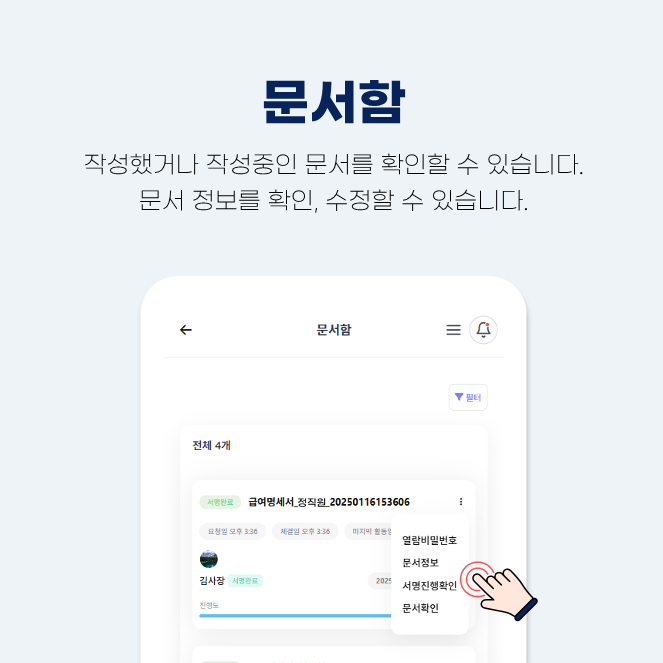 문서함
작성했거나 작성중인 문서를 확인할 수 있습니다.
문서 정보를 확인, 수정할 수 있습니다.
문서함
필터
전체 4개
서명완료 급여명세서_정직원_20250116153606
요청일 오후 3:36 체결일 오후 3:36 마지막 활동일
열람비밀번호
문서정보
김사장 서명완료 2025
서명진행확인
진행도
문서확인